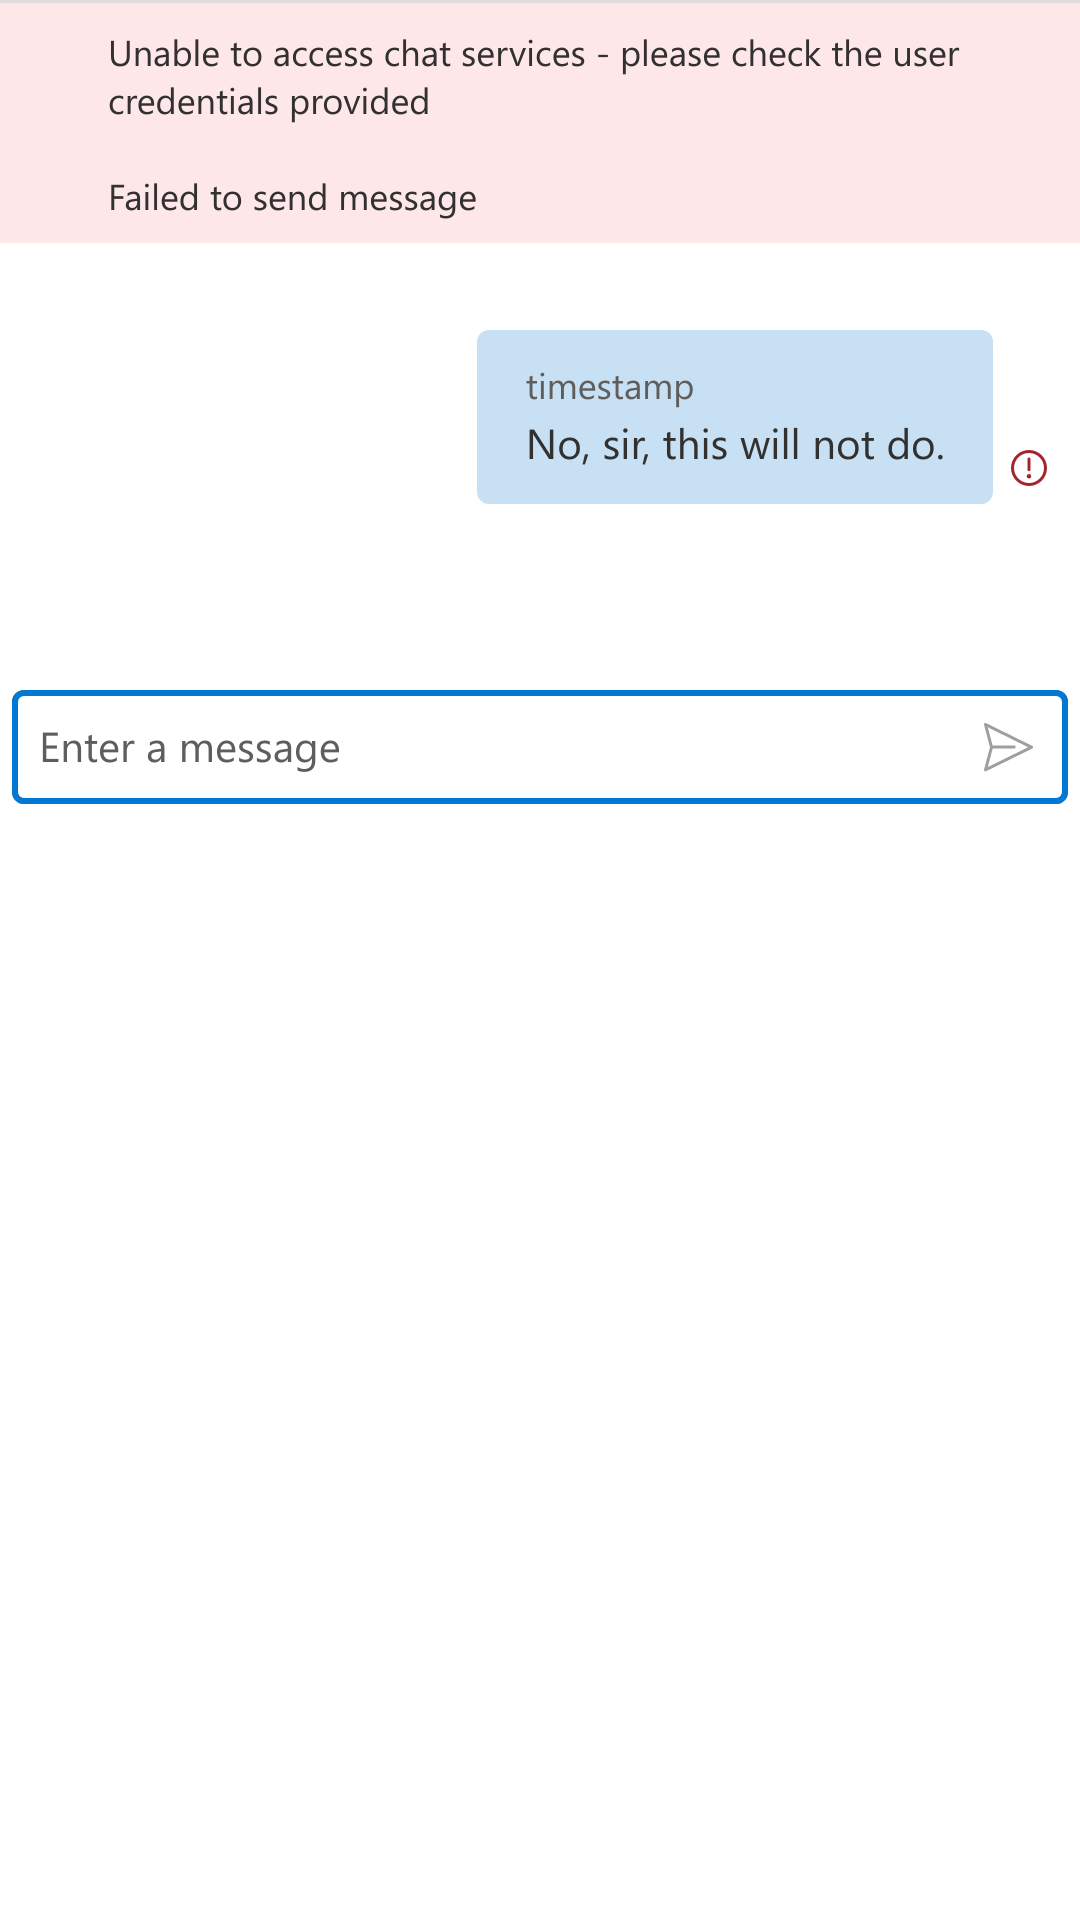 Unable to access chat services - please check the user
credentials provided
Failed to send message
timestamp
No, sir, this will not do.
Enter a message